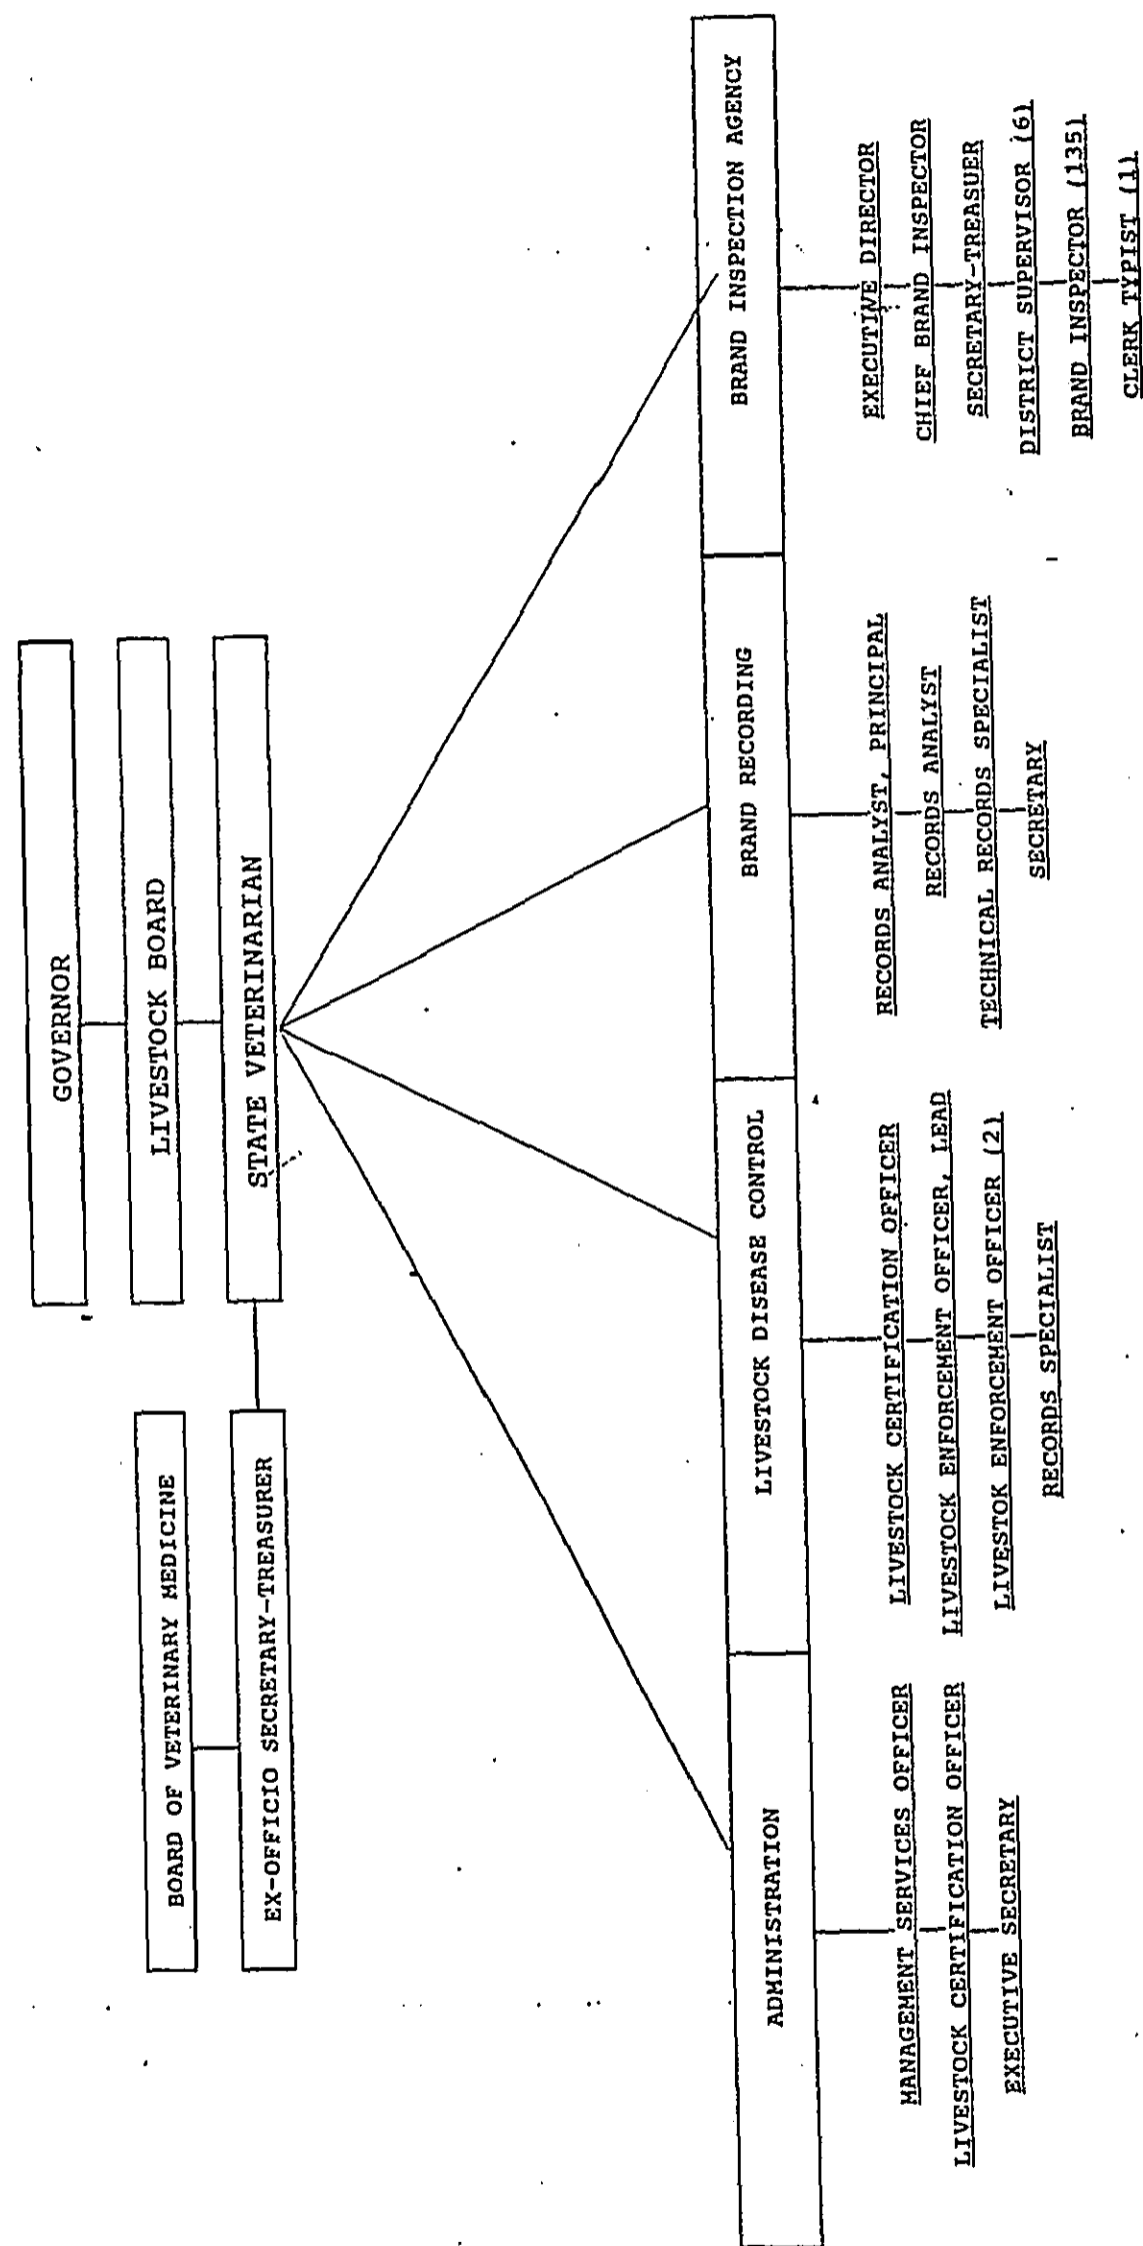 GOVERNOR
LIVESTOCK BOARD
BOARD OF VETERINARY MEDICINE
STATE VETERINARIAN
EX-OFFICIO SECRETARY-TREASURER
ADMINISTRATION
MANAGEMENT SERVICES OFFICER
LIVESTOCK CERTIFICATION OFFICER
EXECUTIVE SECRETARY
LIVESTOCK DISEASE CONTROL
LIVESTOCK CERTIFICATION OFFICER
LIVESTOCK ENFORCEMENT OFFICER, LEAD
LIVESTOK ENFORCEMENT OFFICER (2)
RECORDS SPECIALIST
BRAND RECORDING
RECORDS ANALYST, PRINCIPAL
RECORDS ANALYST
TECHNICAL RECORDS SPECIALIST
SECRETARY
BRAND INSPECTION AGENCY
EXECUTIVE DIRECTOR
CHIEF BRAND INSPECTOR
SECRETARY-TREASUER
DISTRICT SUPERVISOR (6)
BRAND INSPECTOR (135)
CLERK TYPIST (1)